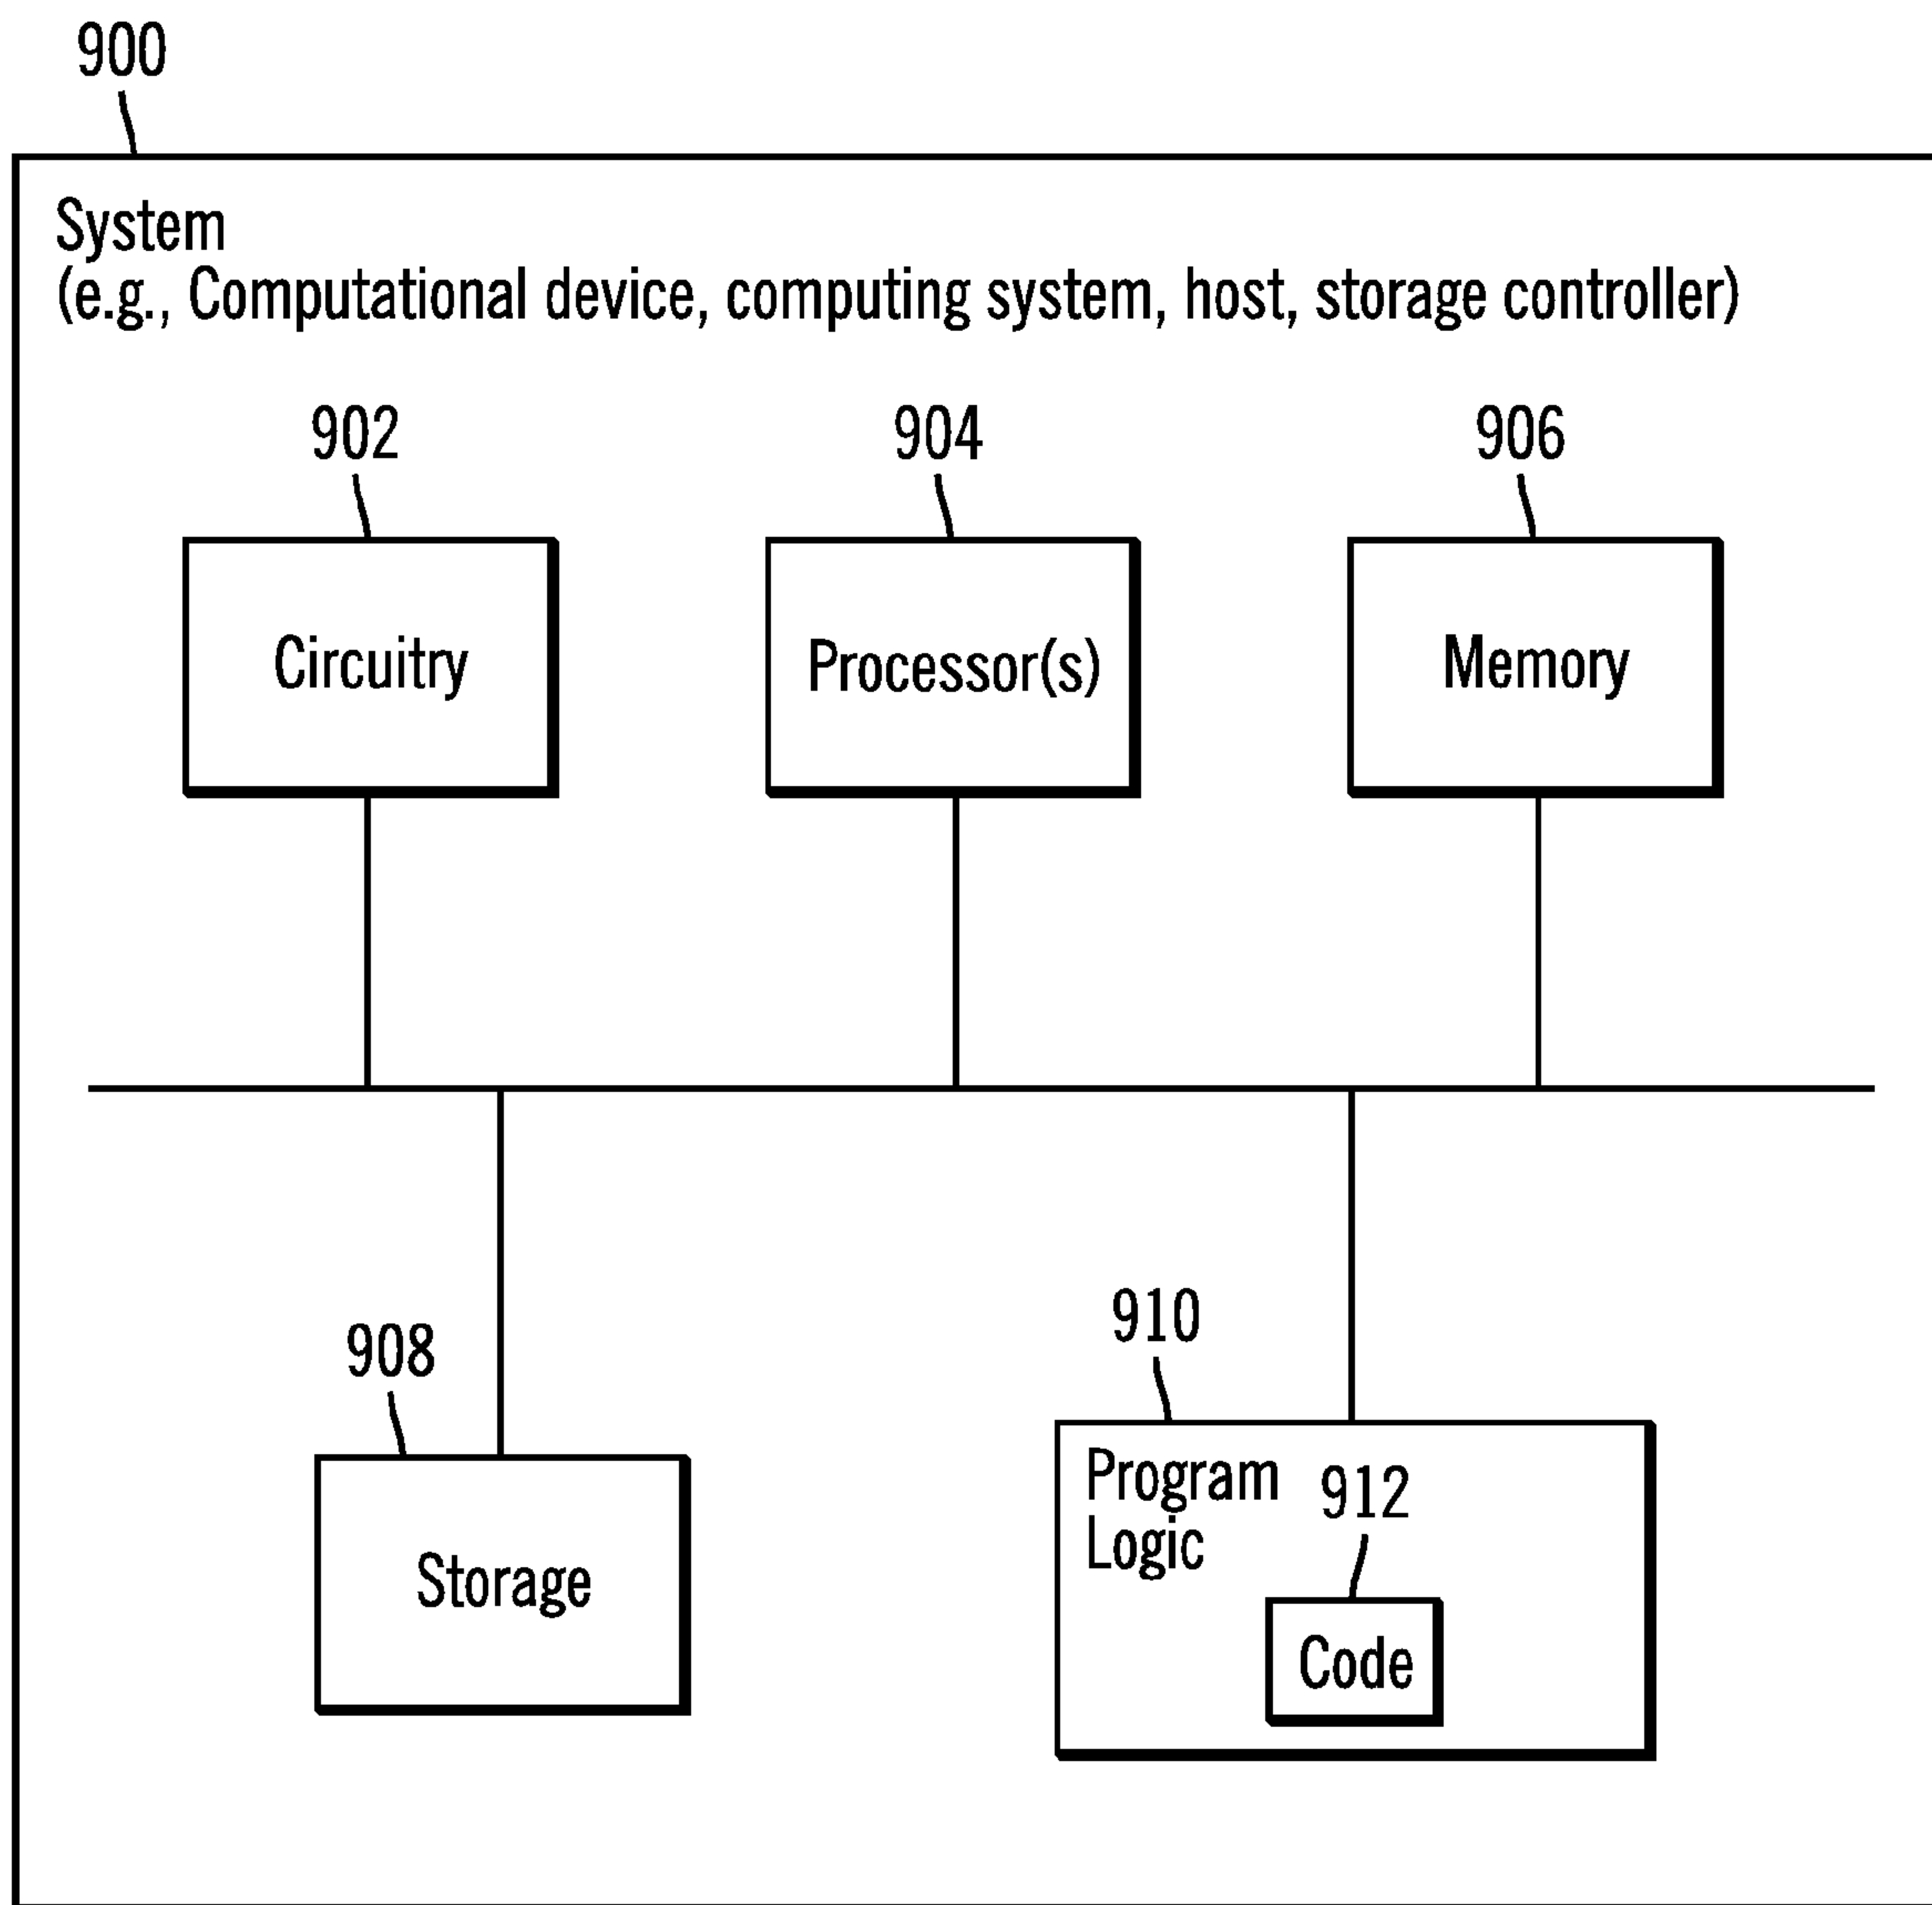 900
System
(e.g., Computational device, computing system, host, storage controller)
902
904
906
Circuitry
Processor(s)
Memory
908
910
Program
Logic
912
Storage
Code